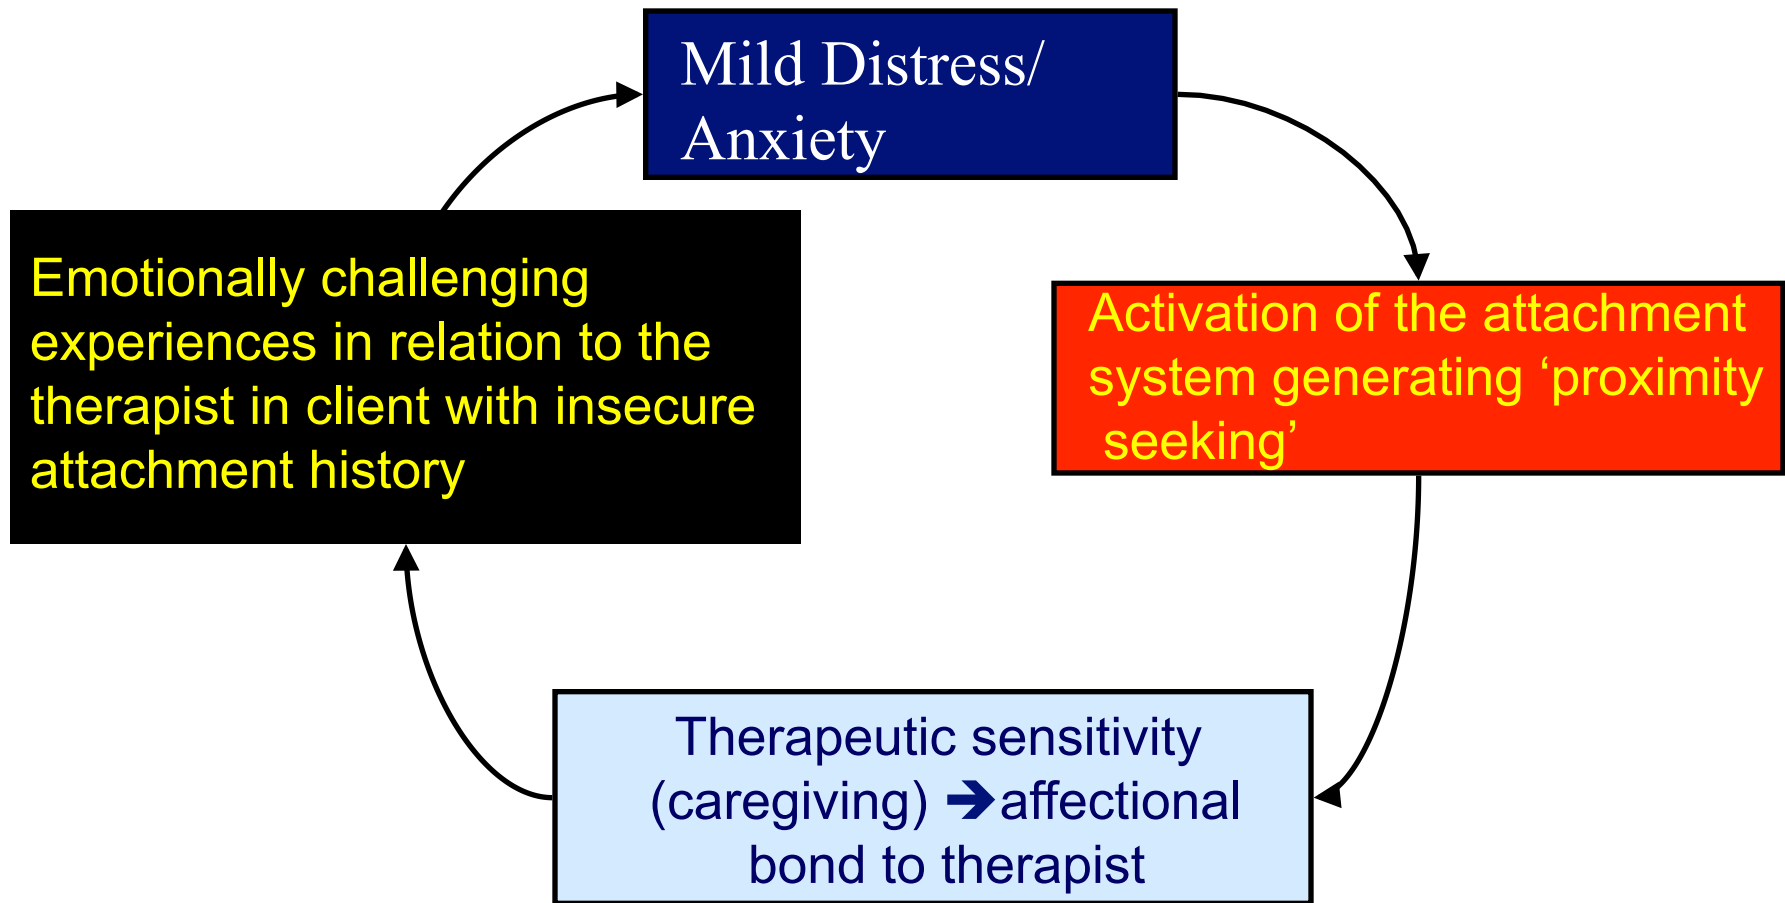 Mild Distress/
Anxiety
Emotionally challenging
experiences in relation to the
therapist in client with insecure
attachment history
Activation of the attachment
system generating ‘proximity
seeking’
Therapeutic sensitivity
(caregiving) ➔affectional
bond to therapist